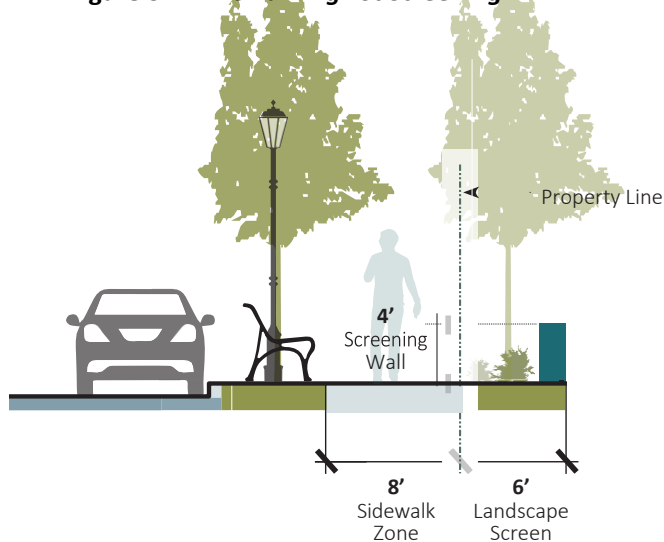 Property Line
4’
Screening
Wall
8’
Sidewalk
Zone
6’
Landscape
Screen